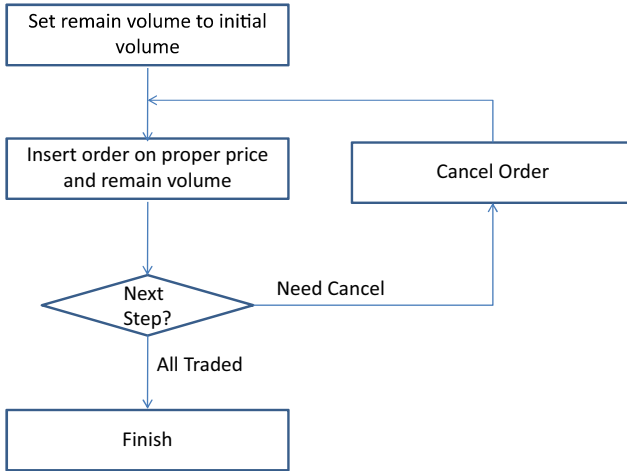 Set remain volume to initial
volume
Insert order on proper price
and remain volume
Cancel Order
Next
Step?
Need Cancel
All Traded
Finish